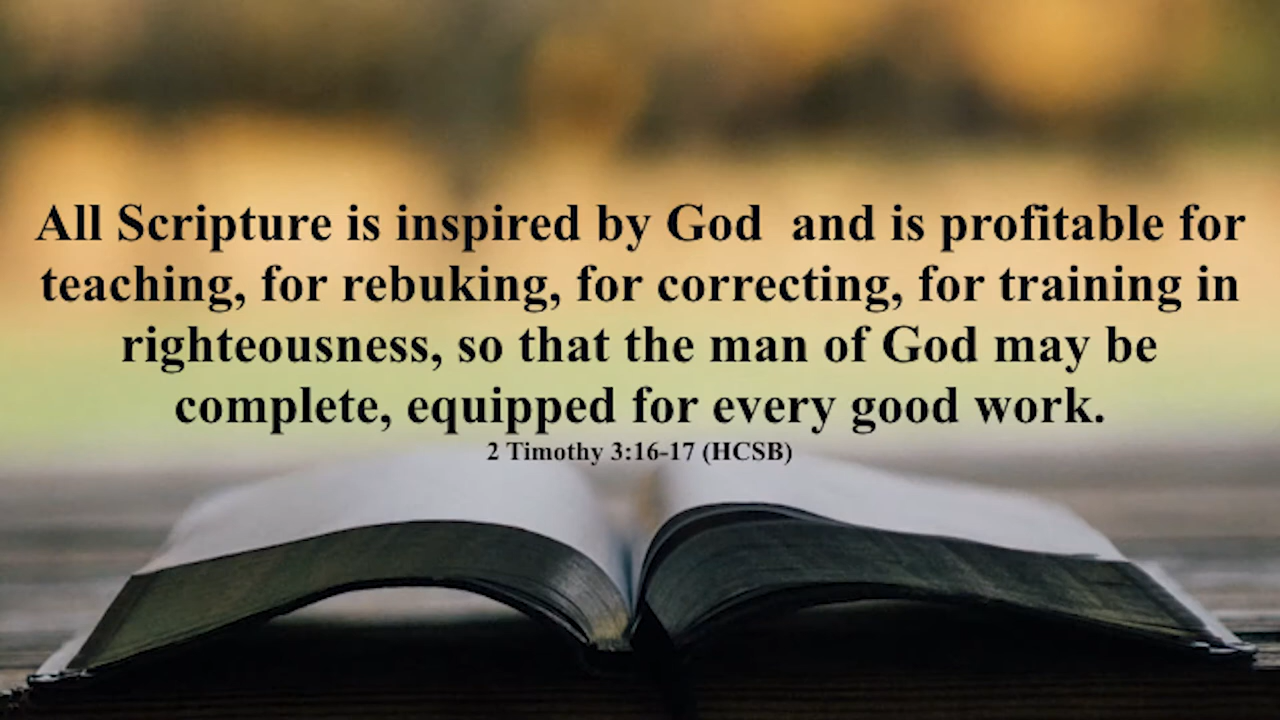 All Scripture is inspired by God  and is profitable for
teaching, for rebuking, for correcting, for training in
righteousness, so that the man of God may be
complete, equipped for every good work.
2 Timothy 3:16-17 (HCSB)